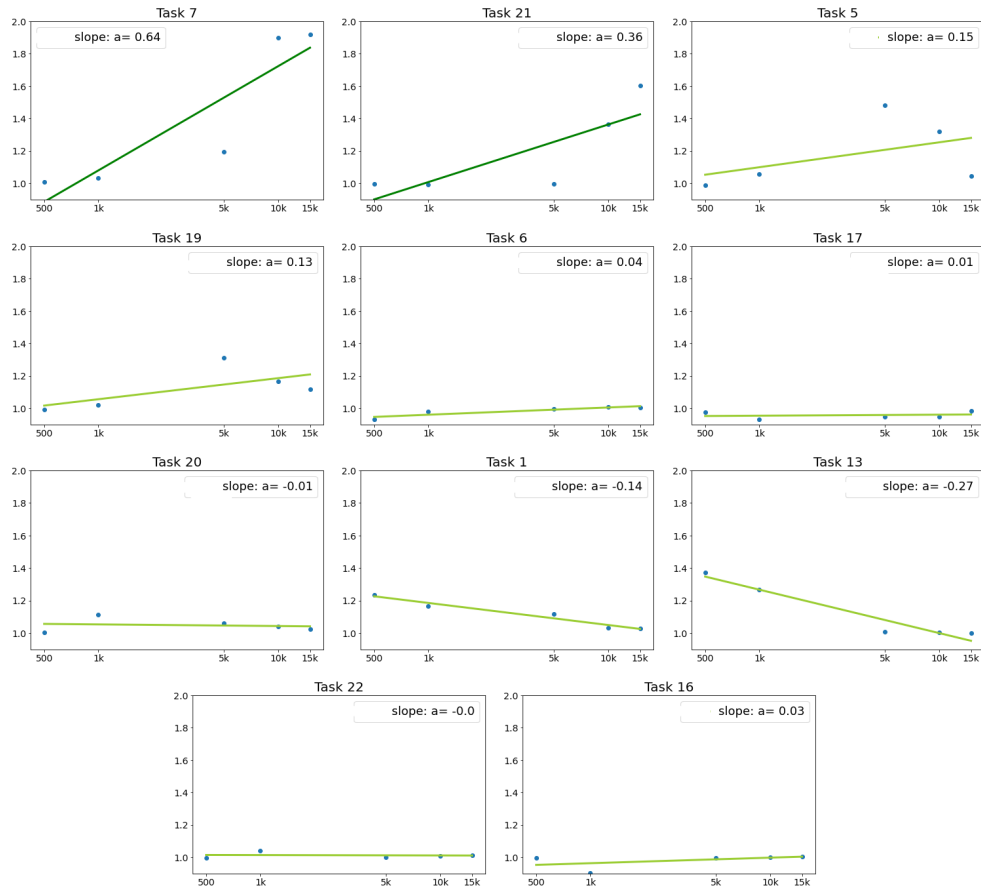 Task 7
slope: a= 0.64
2.0
1.8
1.6
1.4
1.2
1.0
500 1k 5k 10k 15k
Task 21
slope: a= 0.36
2.0
1.8
1.6
1.4
1.2
1.0
500 1k 5k 10k 15k
Task 5
slope: a= 0.15
2.0
1.8
1.6
1.4
1.2
1.0
500 1k 5k 10k 15k
Task 19
slope: a= 0.13
2.0
1.8
1.6
1.4
1.2
1.0
500 1k 5k 10k 15k
Task 6
slope: a= 0.04
2.0
1.8
1.6
1.4
1.2
1.0
500 1k 5k 10k 15k
Task 17
slope: a= 0.01
2.0
1.8
1.6
1.4
1.2
1.0
500 1k 5k 10k 15k
Task 20
slope: a= -0.01
2.0
1.8
1.6
1.4
1.2
1.0
500 1k 5k 10k 15k
Task 1
slope: a= -0.14
2.0
1.8
1.6
1.4
1.2
1.0
500 1k 5k 10k 15k
Task 13
slope: a= -0.27
2.0
1.8
1.6
1.4
1.2
1.0
500 1k 5k 10k 15k
Task 22
slope: a= -0.0
2.0
1.8
1.6
1.4
1.2
1.0
500 1k 5k 10k 15k
Task 16
slope: a= 0.03
2.0
1.8
1.6
1.4
1.2
1.0
500 1k 5k 10k 15k